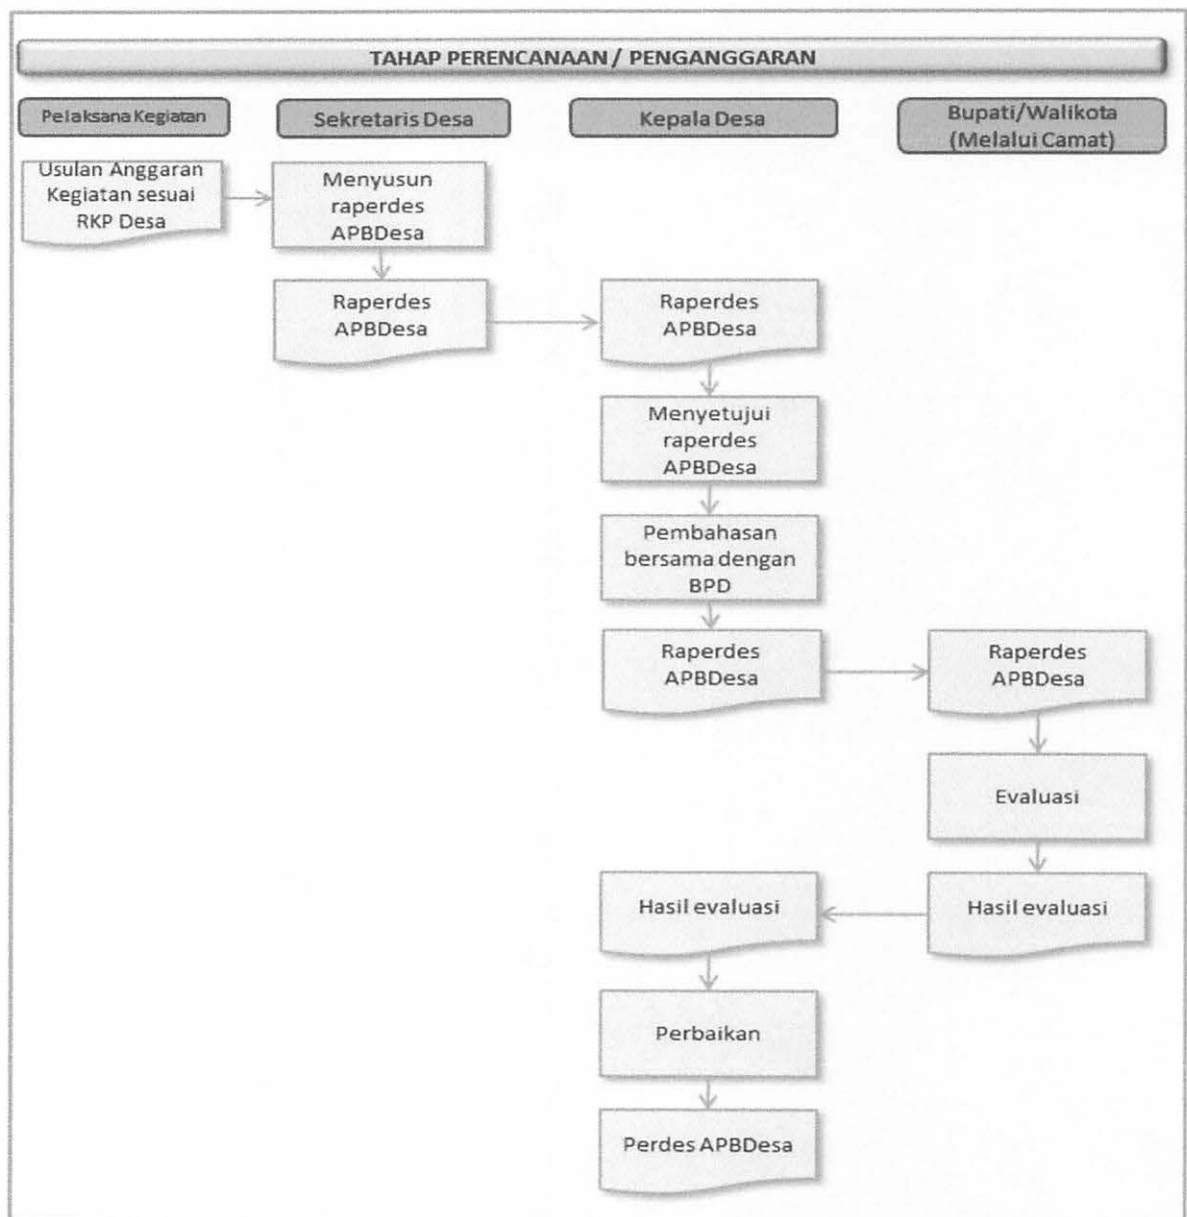 TAHAP PERENCANAAN / PENGANGGARAN
Pelaksana Kegiatan
Sekretaris Desa
Kepala Desa
Bupati/Walikota
(Melalui Camat)
Usulan Anggaran
Kegiatan sesuai
RKP Desa
Menyusun
raperdes
APBDesa
Raperdes
APBDesa
Raperdes
APBDesa
Menyetujui
raperdes
APBDesa
Pembahasan
bersama dengan
BPD
Raperdes
APBDesa
Raperdes
APBDesa
Evaluasi
Hasil evaluasi
Hasil evaluasi
Perbaikan
Perdes APBDesa